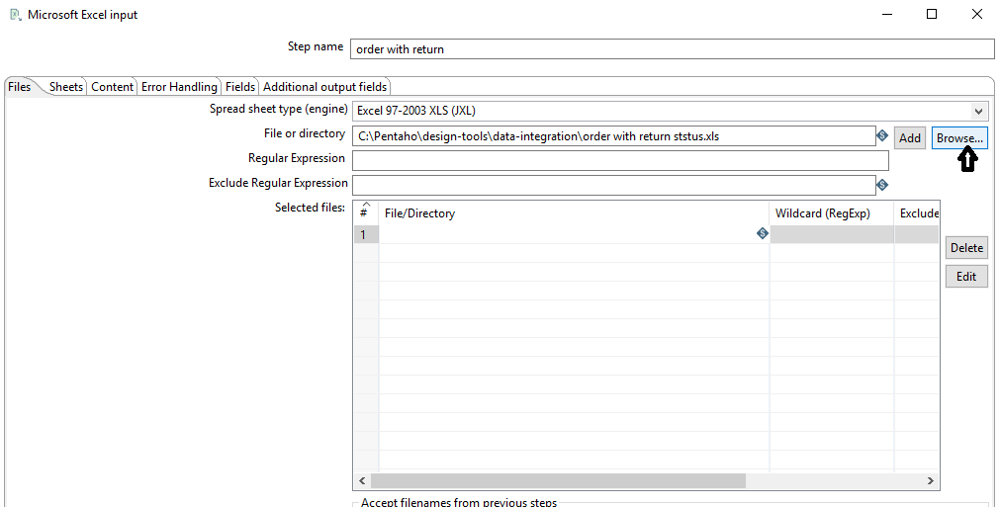 Microsoft Excel input
Step name order with return
Files Sheets Content Error Handling Fields Additional output fields
Spread sheet type (engine) Excel 97-2003 XLS (JXL)
File or directory C:\Pentaho\design-tools\data-integration\order with return ststus.xls Add Browse...
Regular Expression
Exclude Regular Expression
Selected files: # File/Directory Wildcard (RegExp) Exclude
1
Delete
Edit
Accept filenames from previous steps